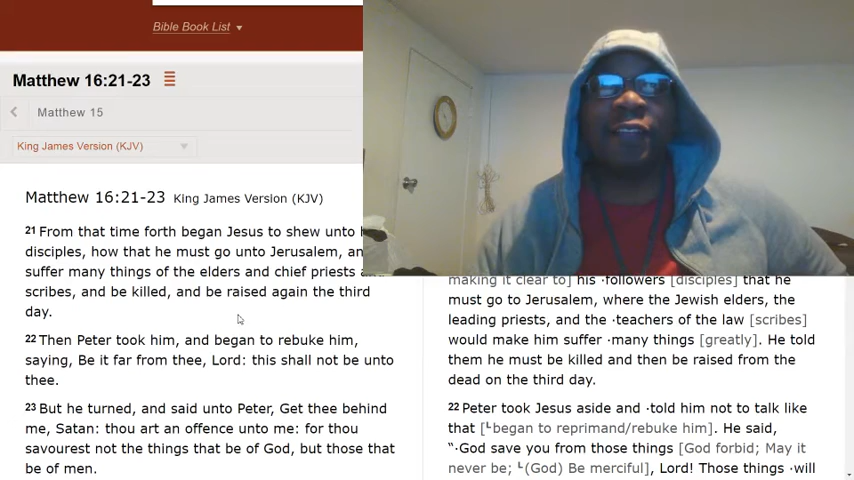 Bible Book List
Matthew 16:21-23
Matthew 15
King James Version (KJV)
Matthew 16:21-23 King James Version (KJV)
21 From that time forth began Jesus to shew unto
disciples, how that he must go unto Jerusalem,
suffer many things of the elders and chief priests
scribes, and be killed, and be raised again the third
day.
22 Then Peter took him, and began to rebuke him,
saying, Be it far from thee, Lord: this shall not be unto
thee.
23 But he turned, and said unto Peter, Get thee behind
me, Satan: thou art an offence unto me: for thou
savourest not the things that be of God, but those that
be of men.
making it clear to] his ·followers [disciples] that he
must go to Jerusalem, where the Jewish elders, the
leading priests, and the ·teachers of the law [scribes]
would make him suffer ·many things [greatly]. He told
them he must be killed and then be raised from the
dead on the third day.
22 Peter took Jesus aside and ·told him not to talk like
that [Lbegan to reprimand/rebuke him]. He said,
“·God save you from those things [God forbid; May it
never be; L(God) Be merciful], Lord! Those things ·will